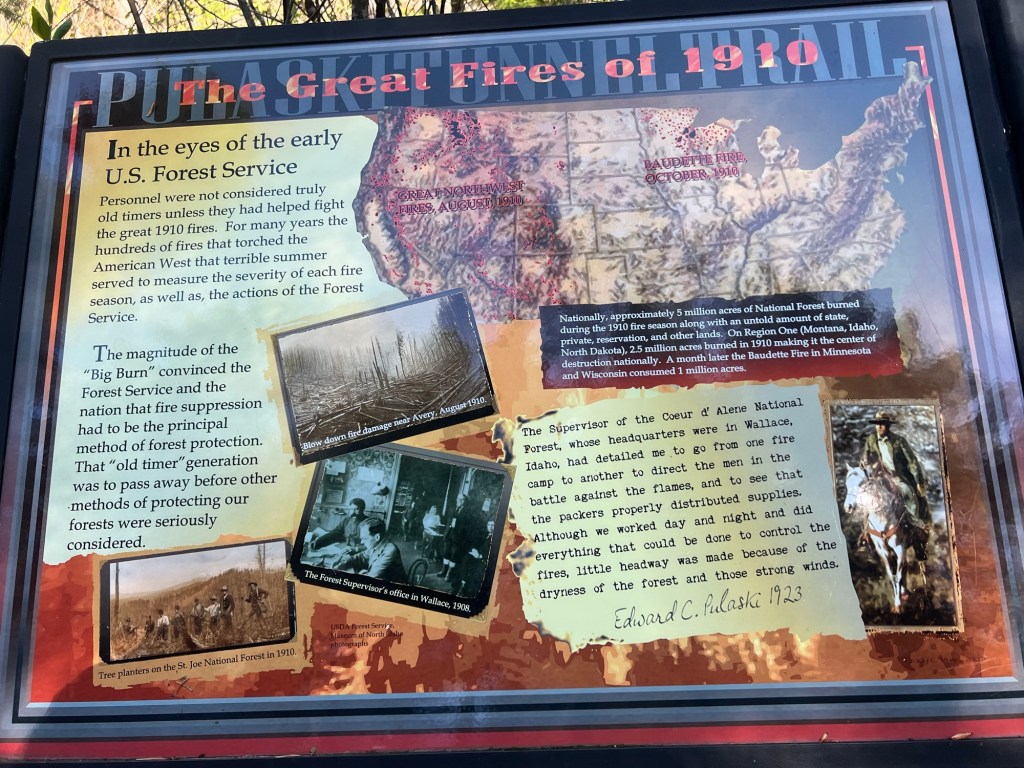 PULASKI TUNNEL TRAIL
The Great Fires of 1910
In the eyes of the early
U.S. Forest Service
Personnel were not considered truly
old timers unless they had helped fight
the great 1910 fires. For many years the
hundreds of fires that torched the
American West that terrible summer
served to measure the severity of each fire
season, as well as, the actions of the Forest
Service.
The magnitude of the
"Big Burn" convinced the
Forest Service and the
nation that fire suppression
had to be the principal
method of forest protection.
That "old timer" generation
was to pass away before other
methods of protecting our
forests were seriously
considered.
GREAT NORTHWEST
FIRES, AUGUST, 1910
BAUDETTE FIRE,
OCTOBER, 1910
Nationally, approximately 5 million acres of National Forest burned
during the 1910 fire season along with an untold amount of state,
private, reservation, and other lands. On Region One (Montana, Idaho,
North Dakota), 2.5 million acres burned in 1910 making it the center of
destruction nationally. A month later the Baudette Fire in Minnesota
and Wisconsin consumed 1 million acres.
Blow down fire damage near Avery, August 1910.
The Forest Supervisor's office in Wallace, 1908.
Tree planters on the St. Joe National Forest in 1910.
USDA Forest Service,
Museum of North Idaho
photographs
The Supervisor of the Coeur d' Alene National
Forest, whose headquarters were in Wallace,
Idaho, had detailed me to go from one fire
camp to another to direct the men in the
battle against the flames, and to see that
the packers properly distributed supplies.
Although we worked day and night and did
everything that could be done to control the
fires, little headway was made because of the
dryness of the forest and those strong winds.
Edward C. Pulaski 1923